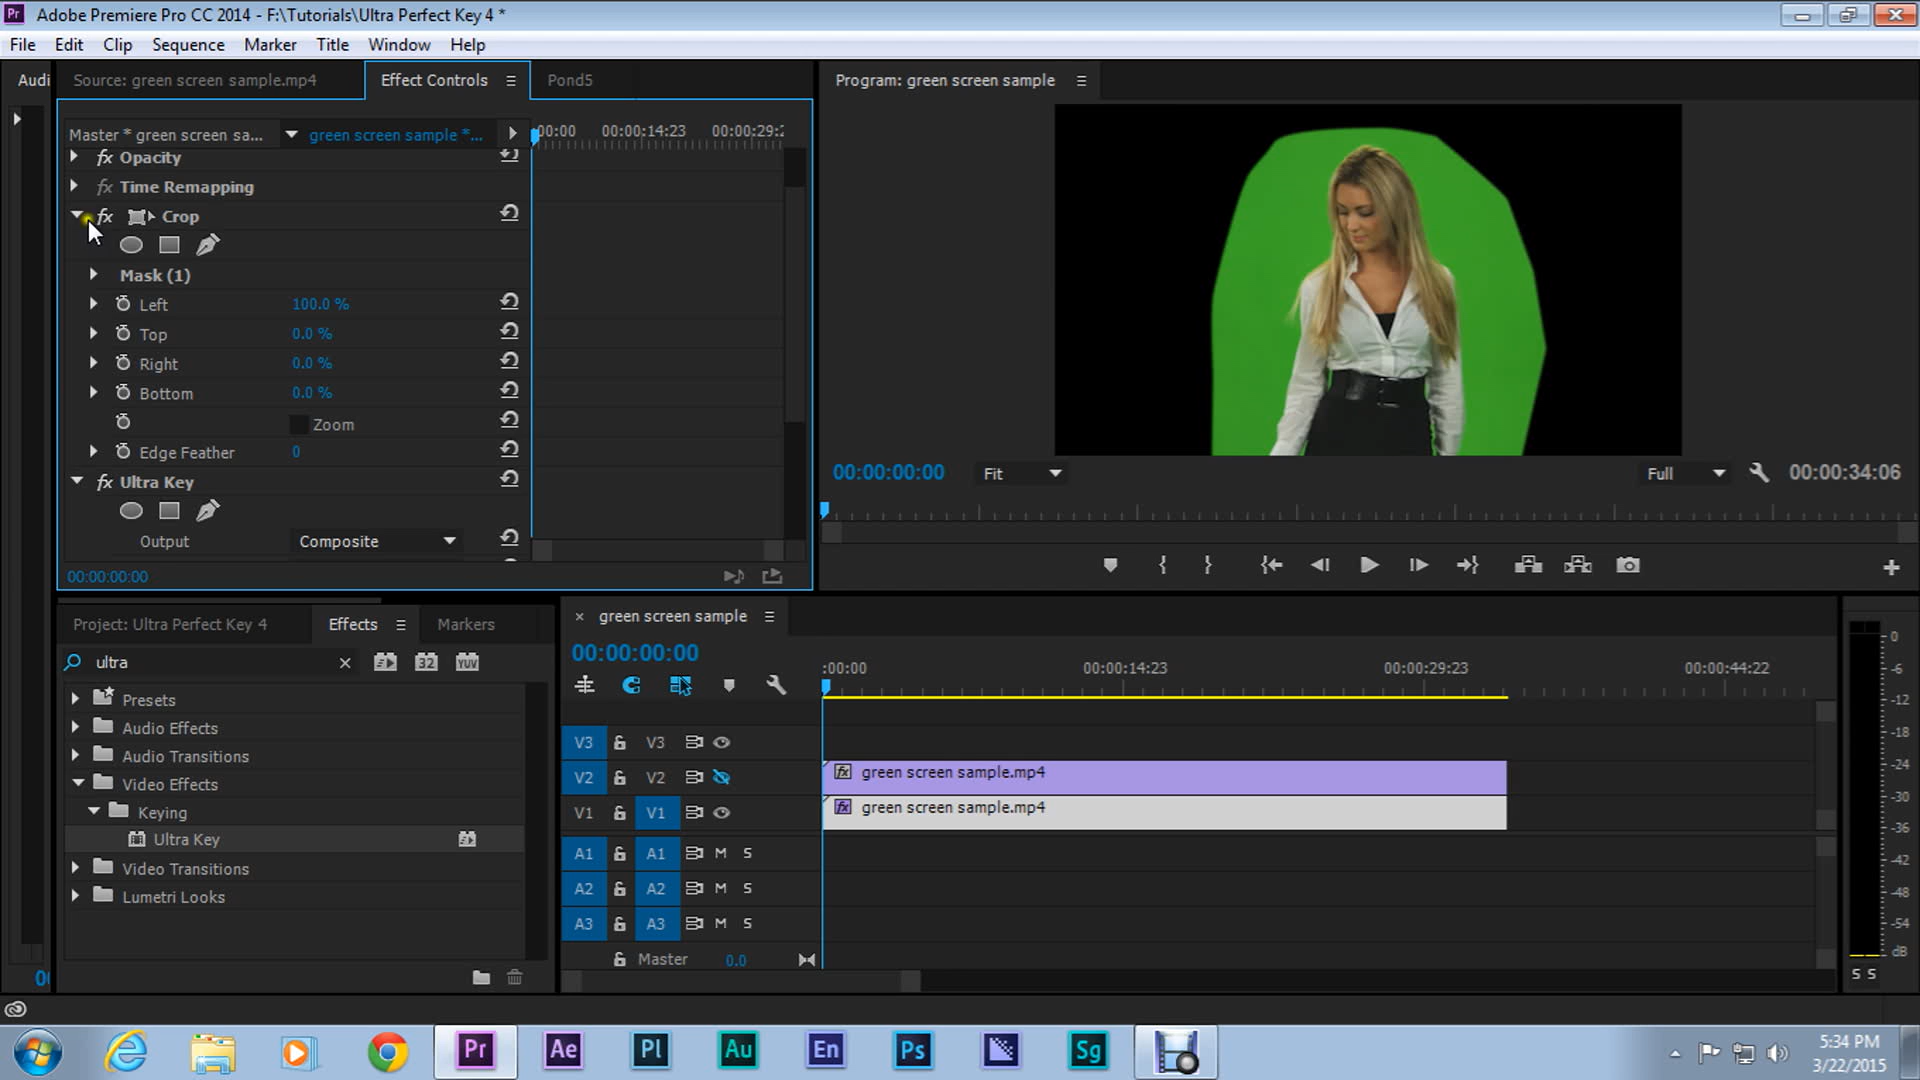 Pr Adobe Premiere Pro CC 2014 - F:\Tutorials\Ultra Perfect Key 4 *
File Edit Clip Sequence Marker Title Window Help
Audi Source: green screen sample.mp4 Effect Controls Pond5
Program: green screen sample
Master * green screen sa... green screen sample *... :00:00 00:00:14:23 00:00:29:2
fx Opacity
fx Time Remapping
fx Crop
Mask (1)
Left 100.0 %
Top 0.0 %
Right 0.0 %
Bottom 0.0 %
Zoom
Edge Feather 0
fx Ultra Key
Output Composite
00:00:00:00
00:00:00:00 Fit Full 00:00:34:06
Project: Ultra Perfect Key 4 Effects Markers
ultra 32 YUV
Presets
Audio Effects
Audio Transitions
Video Effects
Keying
Ultra Key
Video Transitions
Lumetri Looks
× green screen sample
00:00:00:00
:00:00 00:00:14:23 00:00:29:23 00:00:44:22
V3 V3
V2 V2 fx green screen sample.mp4
V1 V1 fx green screen sample.mp4
A1 A1 M S
A2 A2 M S
A3 A3 M S
Master 0.0
0
-6
-12
-18
-24
-30
-36
-42
-48
-54
dB
S S
Pr Ae Pl Au En Ps Sg
5:34 PM
3/22/2015